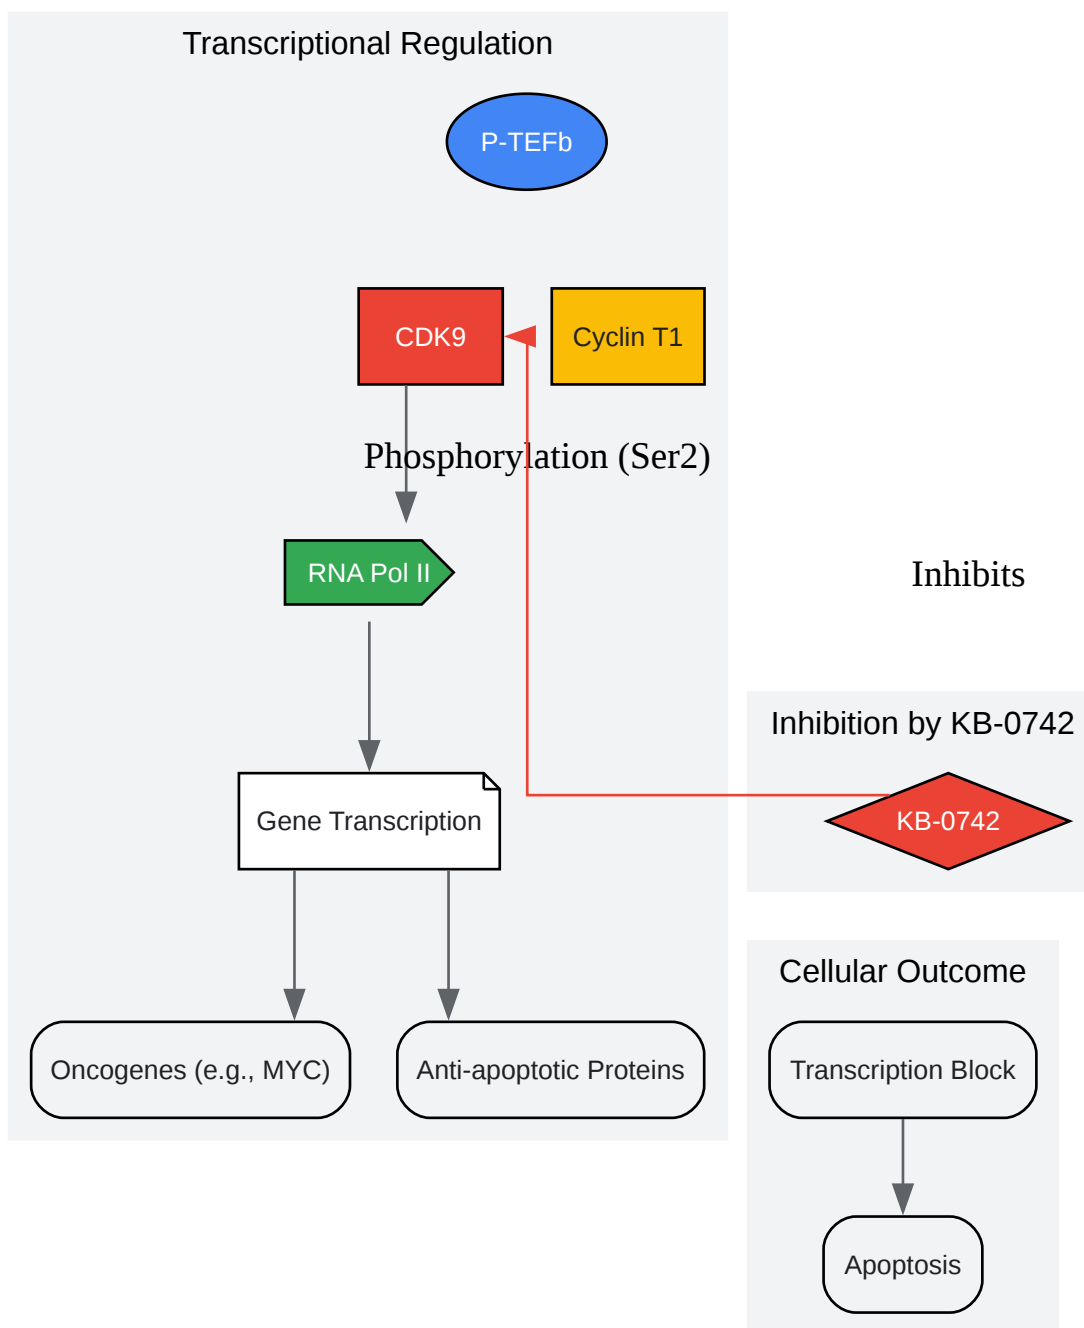 Transcriptional Regulation
P-TEFb
CDK9
Cyclin T1
Phosphorylation (Ser2)
RNA Pol II
Inhibits
Inhibition by KB-0742
KB-0742
Gene Transcription
Oncogenes (e.g., MYC)
Anti-apoptotic Proteins
Cellular Outcome
Transcription Block
Apoptosis